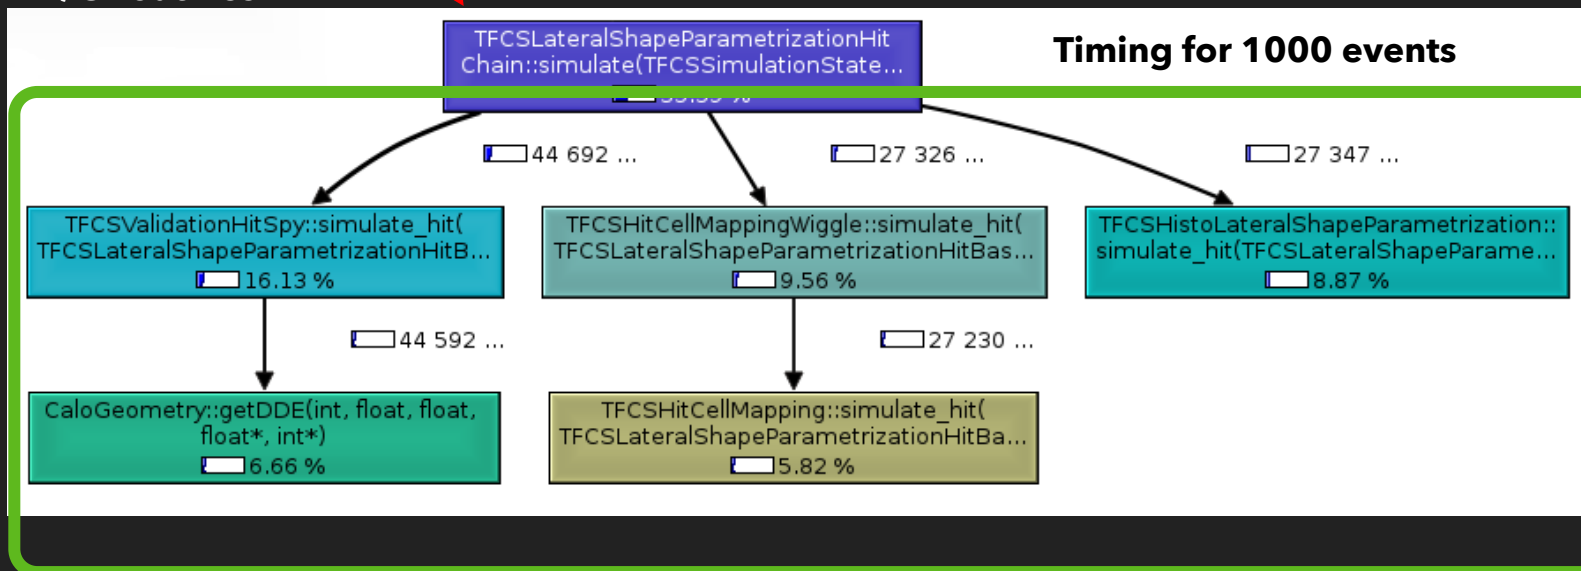 TFCSLateralShapeParametrizationHit
Chain::simulate(TFCSSimulationState...
Timing for 1000 events
44 692 ...
27 326 ...
27 347 ...
TFCSValidationHitSpy::simulate_hit(
TFCSLateralShapeParametrizationHitB...
16.13 %
TFCSHitCellMappingWiggle::simulate_hit(
TFCSLateralShapeParametrizationHitBas...
9.56 %
TFCSHistoLateralShapeParametrization::
simulate_hit(TFCSLateralShapeParame...
8.87 %
44 592 ...
27 230 ...
CaloGeometry::getDDE(int, float, float,
float*, int*)
6.66 %
TFCSHitCellMapping::simulate_hit(
TFCSLateralShapeParametrizationHitBa...
5.82 %